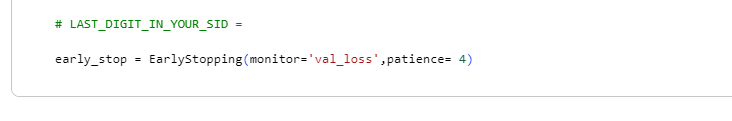 # LAST_DIGIT_IN_YOUR_SID =
early_stop = EarlyStopping(monitor='val_loss',patience= 4)